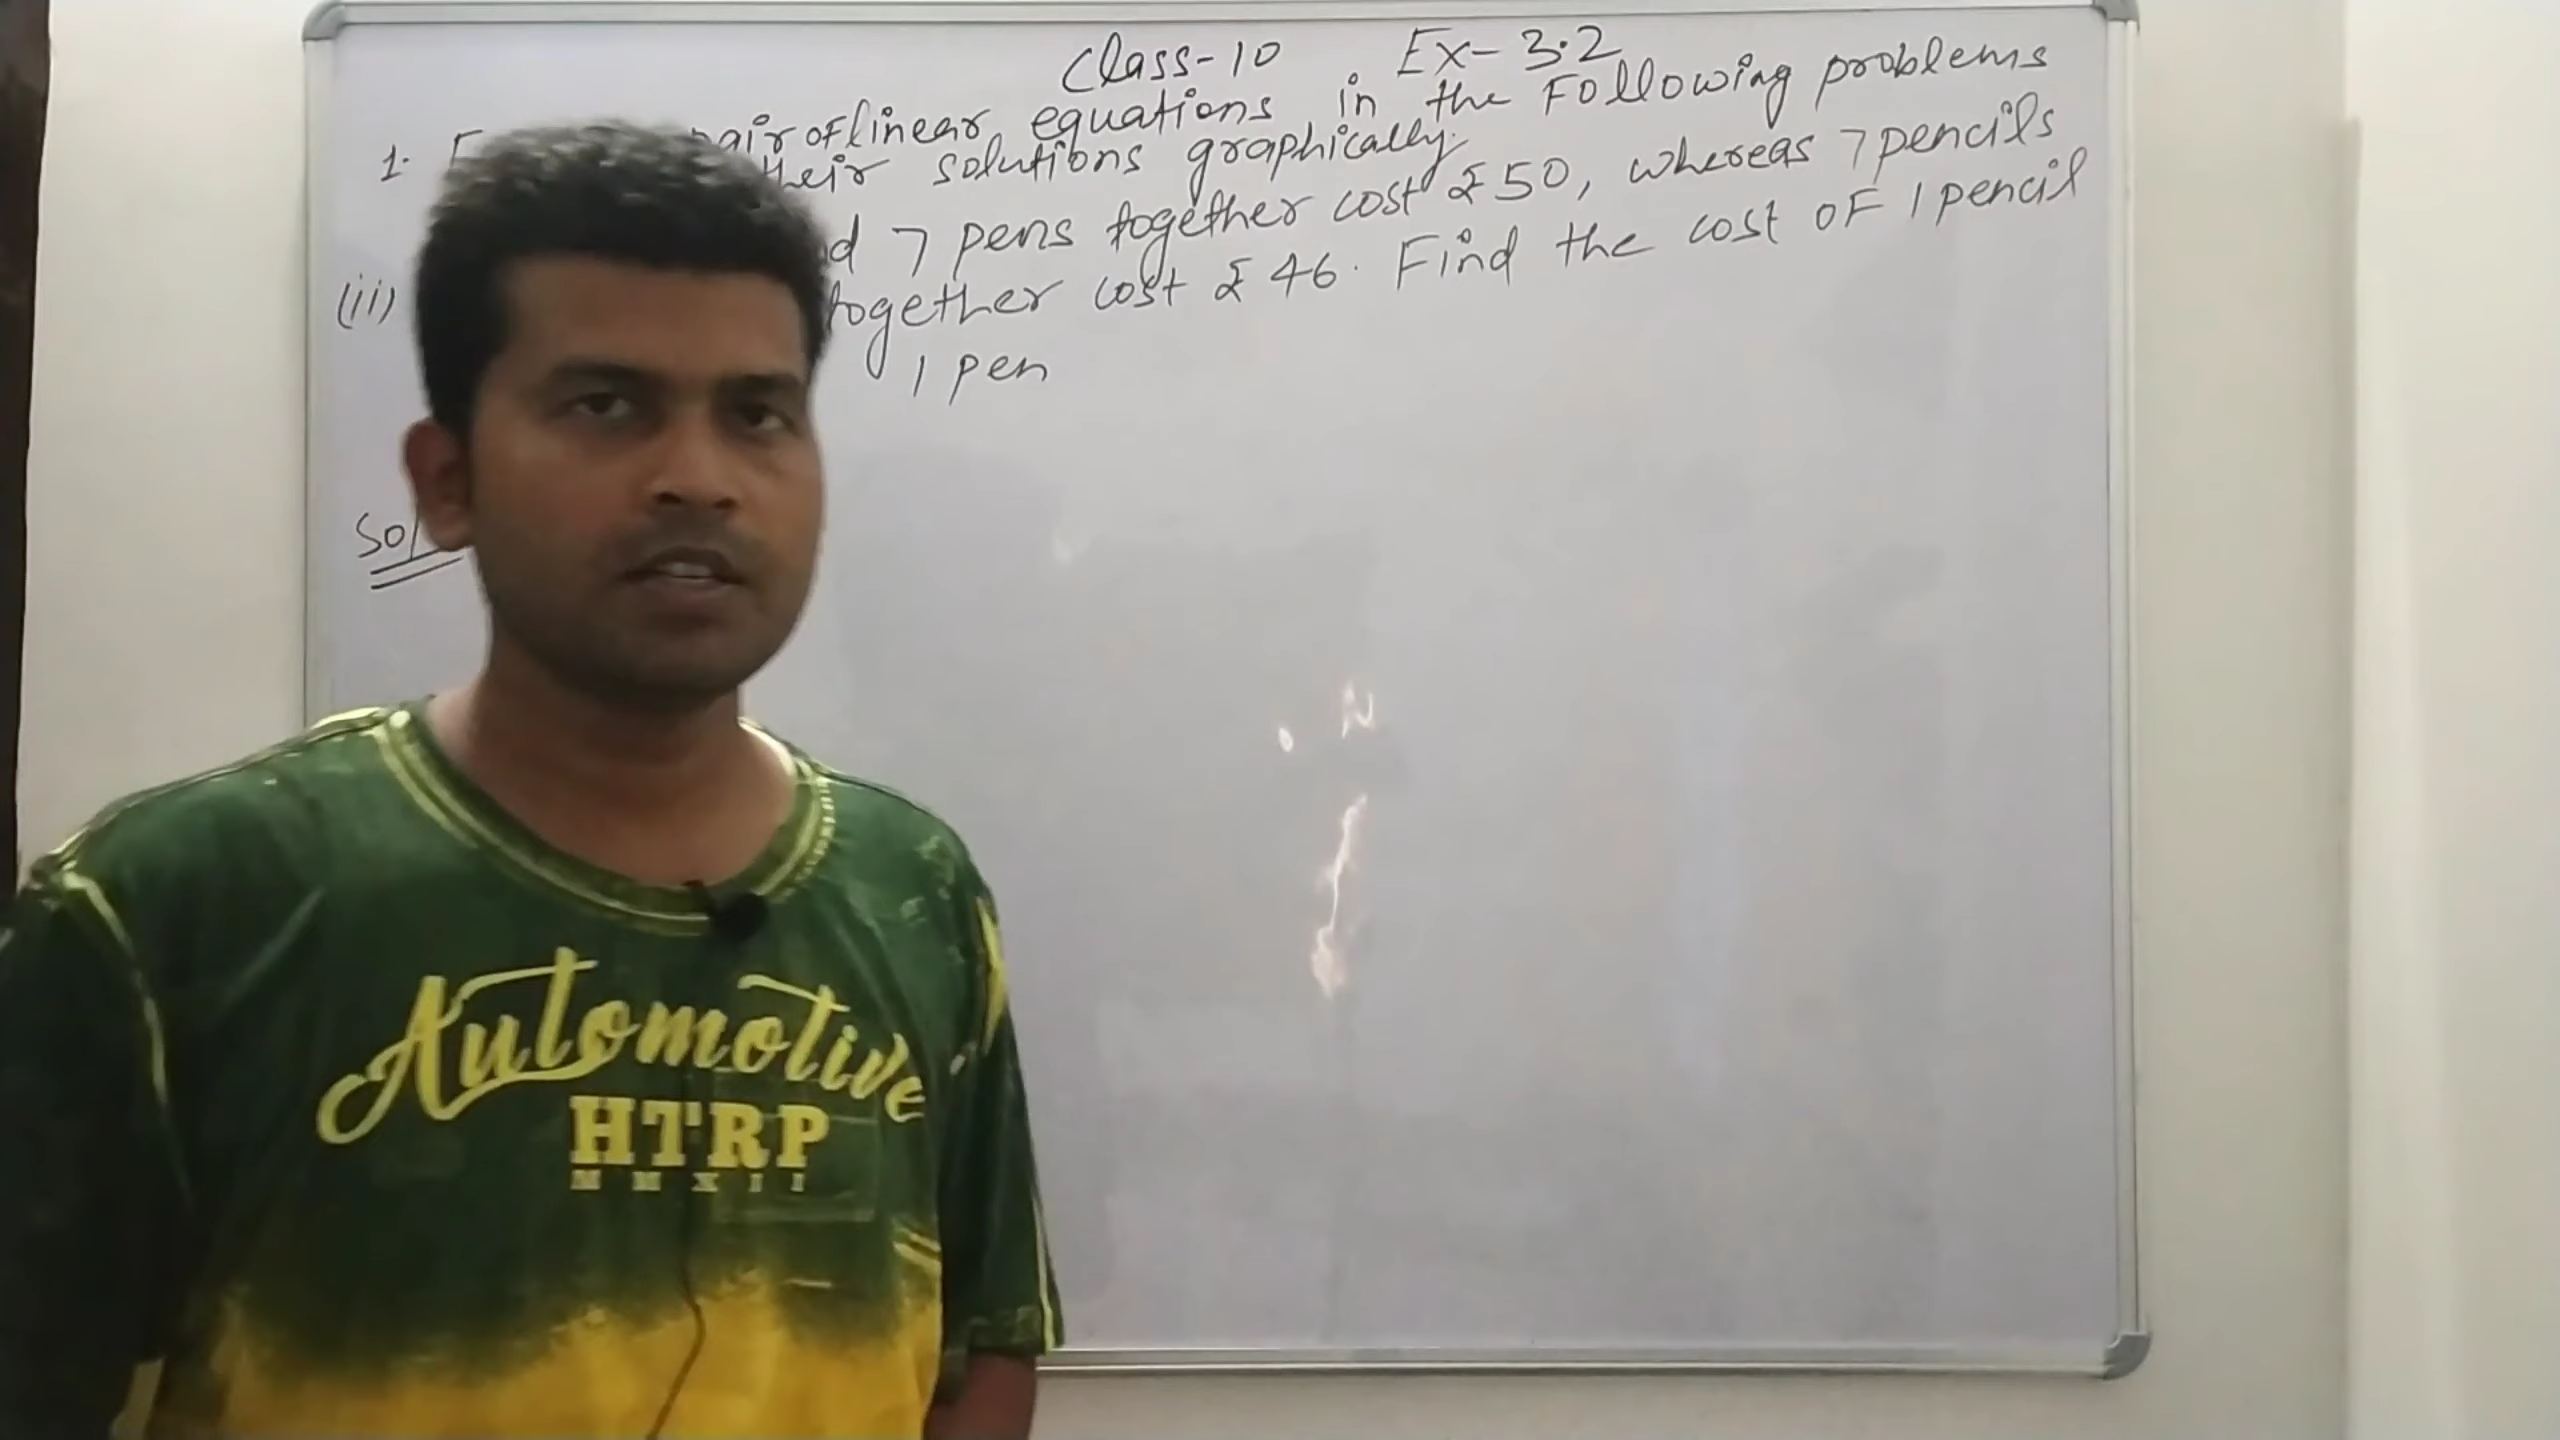 Class-10 Ex-3.2
1. pair of linear equations in the Following problems
their solutions graphically.
(ii) 7 pens together cost ₹50, whereas 7 pencils
together cost ₹46. Find the cost of 1 pencil
1 pen
Automotive
HTRP
MMXII